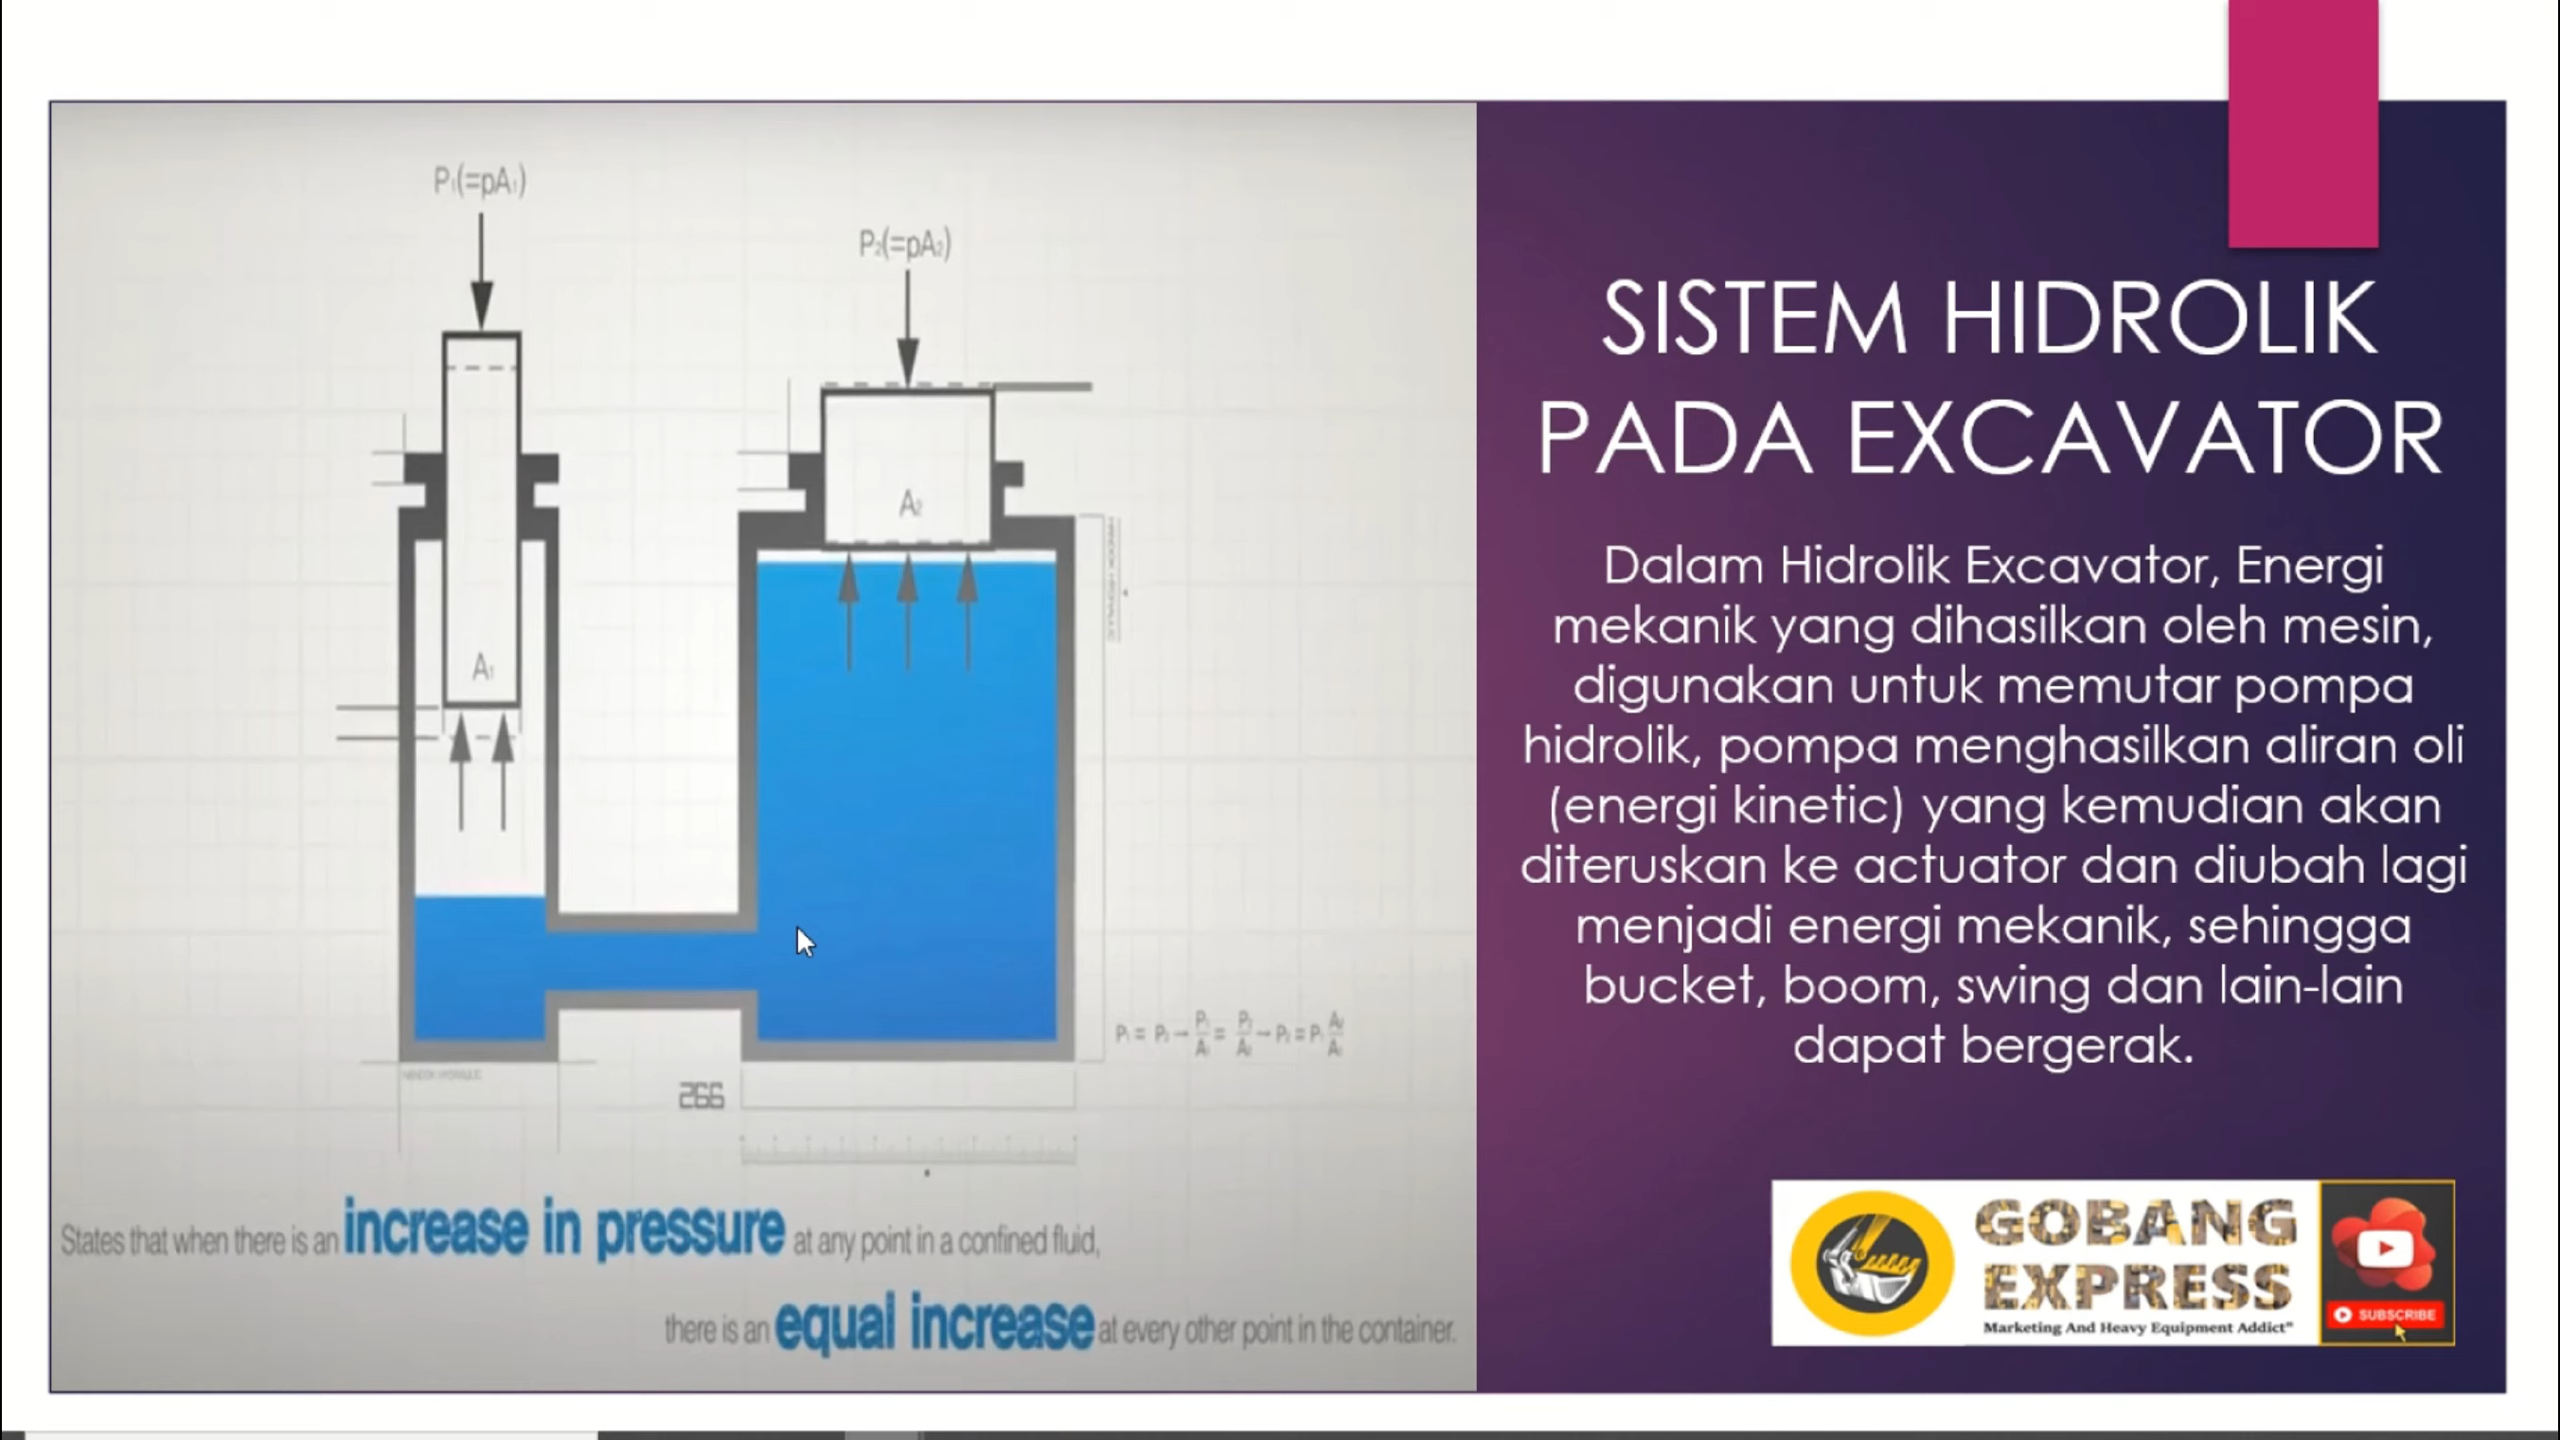 P₁(=pA₁)
P₂(=pA₂)
A₂
A₁
266
States that when there is an increase in pressure at any point in a confined fluid,
there is an equal increase at every other point in the container.
SISTEM HIDROLIK
PADA EXCAVATOR
Dalam Hidrolik Excavator, Energi
mekanik yang dihasilkan oleh mesin,
digunakan untuk memutar pompa
hidrolik, pompa menghasilkan aliran oli
(energi kinetic) yang kemudian akan
diteruskan ke actuator dan diubah lagi
menjadi energi mekanik, sehingga
bucket, boom, swing dan lain-lain
dapat bergerak.
GOBANG
EXPRESS
Marketing And Heavy Equipment Addict"
SUBSCRIBE